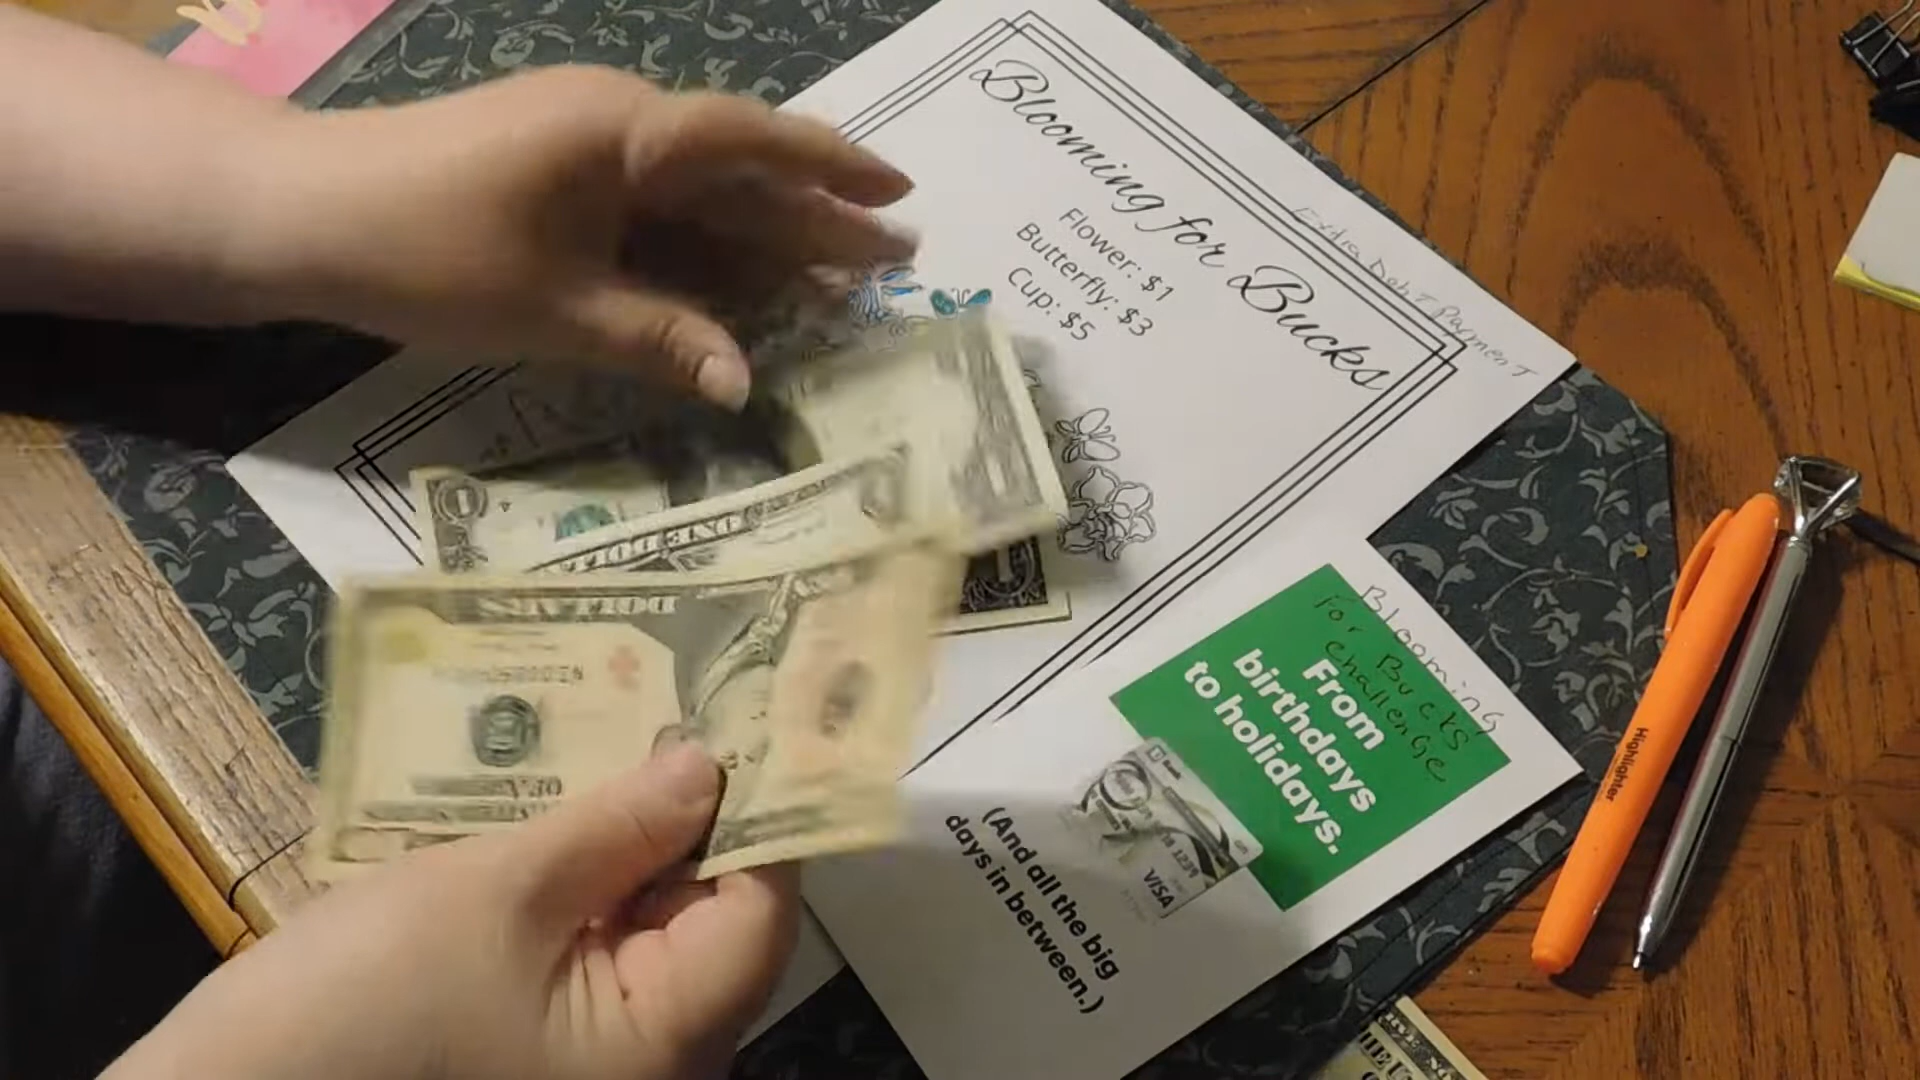 Blooming for Bucks
Flower: $1
Butterfly: $3
Cup: $5
Extra Debt Payment
Blooming
For Bucks
Challenge
From
birthdays
to holidays.
(And all the big
days in between.)
VISA
Highlighter
ONE DOLL
DOLLARS